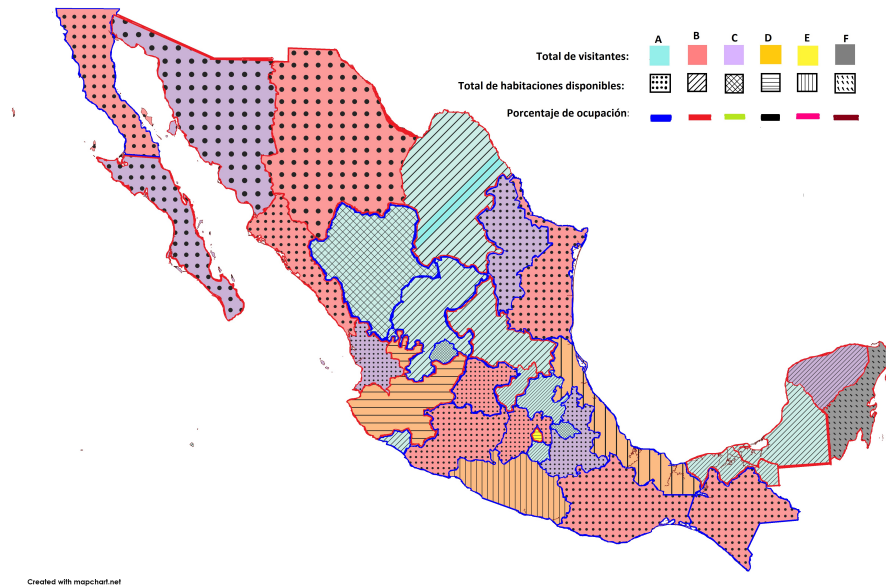 A B C D E F
Total de visitantes:
Total de habitaciones disponibles:
Porcentaje de ocupación:
Created with mapchart.net